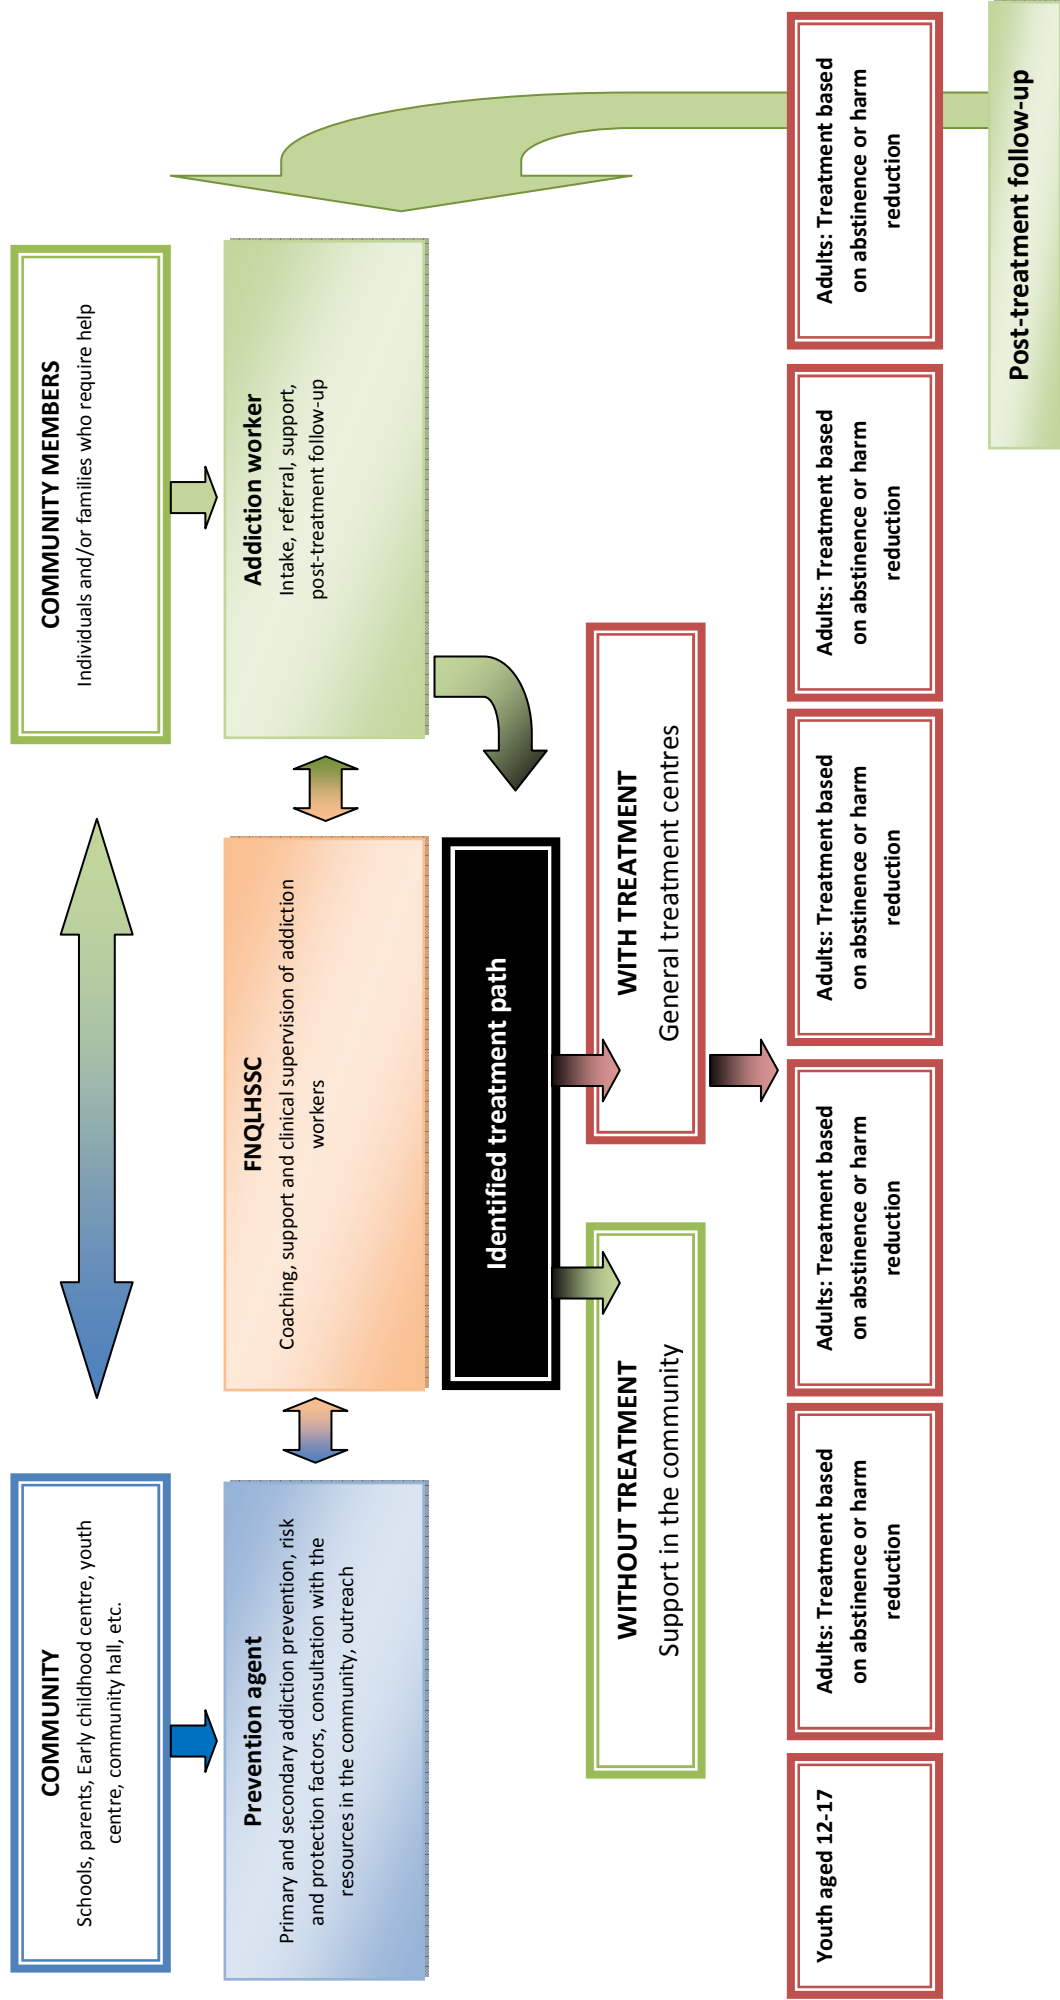 COMMUNITY
Schools, parents, Early childhood centre, youth
centre, community hall, etc.
COMMUNITY MEMBERS
Individuals and/or families who require help
Prevention agent
Primary and secondary addiction prevention, risk
and protection factors, consultation with the
resources in the community, outreach
FNQLHSSC
Coaching, support and clinical supervision of addiction
workers
Addiction worker
Intake, referral, support,
post-treatment follow-up
Identified treatment path
WITHOUT TREATMENT
Support in the community
WITH TREATMENT
General treatment centres
Youth aged 12-17
Adults: Treatment based
on abstinence or harm
reduction
Adults: Treatment based
on abstinence or harm
reduction
Adults: Treatment based
on abstinence or harm
reduction
Adults: Treatment based
on abstinence or harm
reduction
Adults: Treatment based
on abstinence or harm
reduction
Post-treatment follow-up